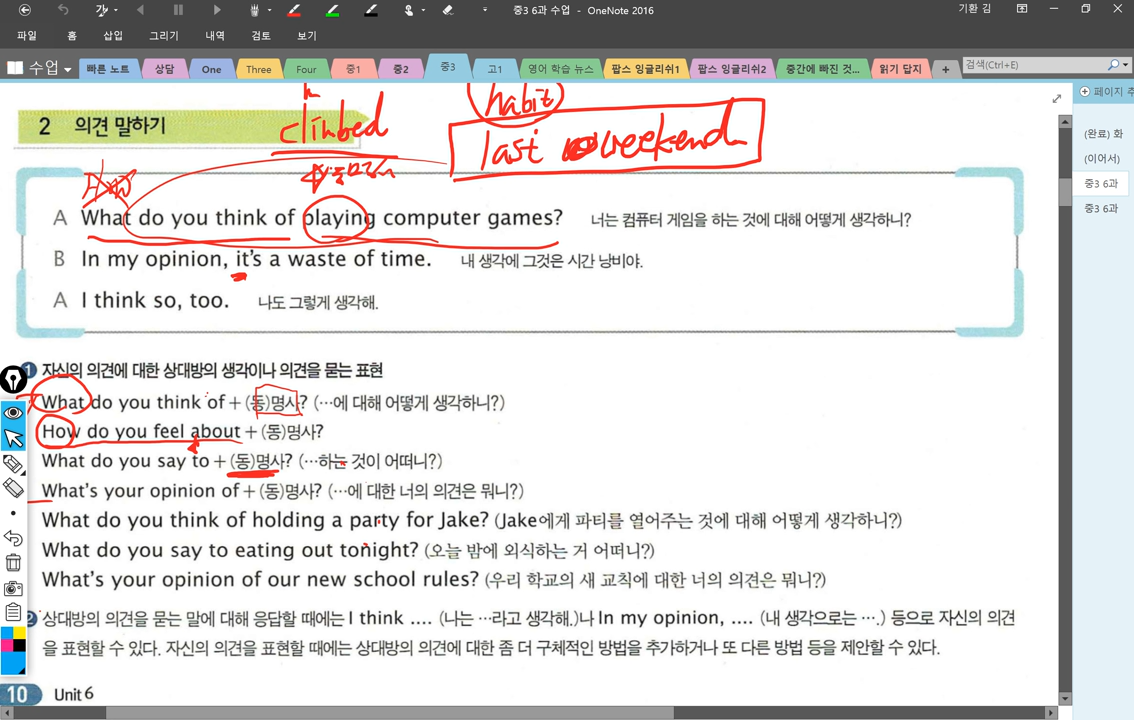 중3 6과 수업 - OneNote 2016
기환 김
파일 홈 삽입 그리기 내역 검토 보기
수업 빠른 노트 상담 One Three Four 중1 중2 중3 고1 영어 학습 뉴스 팝스 잉글리쉬1 팝스 잉글리쉬2 중간에 빠진 것... 읽기 답지 + 검색(Ctrl+E)
페이지 추
(완료) 화
(이어서)
중3 6과
중3 6과
habit
climbed
last weekend
2 의견 말하기
A What do you think of playing computer games? 너는 컴퓨터 게임을 하는 것에 대해 어떻게 생각하니?
B In my opinion, it's a waste of time. 내 생각에 그것은 시간 낭비야.
A I think so, too. 나도 그렇게 생각해.
1 자신의 의견에 대한 상대방의 생각이나 의견을 묻는 표현
What do you think of + (동)명사? (…에 대해 어떻게 생각하니?)
How do you feel about + (동)명사?
What do you say to + (동)명사? (…하는 것이 어떠니?)
What's your opinion of + (동)명사? (…에 대한 너의 의견은 뭐니?)
What do you think of holding a party for Jake? (Jake에게 파티를 열어주는 것에 대해 어떻게 생각하니?)
What do you say to eating out tonight? (오늘 밤에 외식하는 거 어떠니?)
What's your opinion of our new school rules? (우리 학교의 새 교칙에 대한 너의 의견은 뭐니?)
2 상대방의 의견을 묻는 말에 대해 응답할 때에는 I think .... (나는 …라고 생각해.)나 In my opinion, .... (내 생각으로는 ….) 등으로 자신의 의견
을 표현할 수 있다. 자신의 의견을 표현할 때에는 상대방의 의견에 대한 좀 더 구체적인 방법을 추가하거나 또 다른 방법 등을 제안할 수 있다.
10 Unit 6